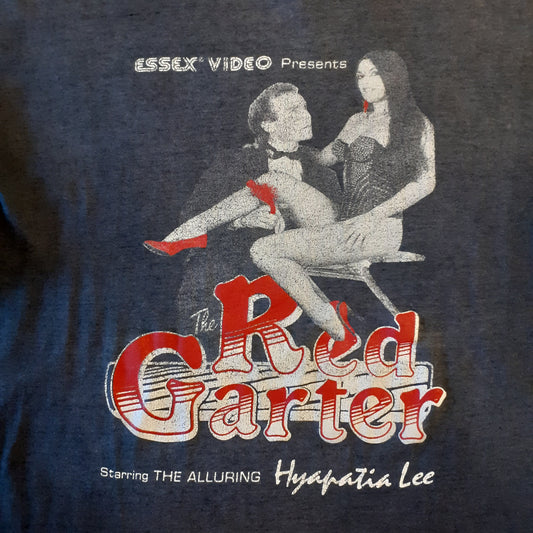 ESSEX® VIDEO Presents
The
Red
Garter
Starring THE ALLURING Hyapatia Lee